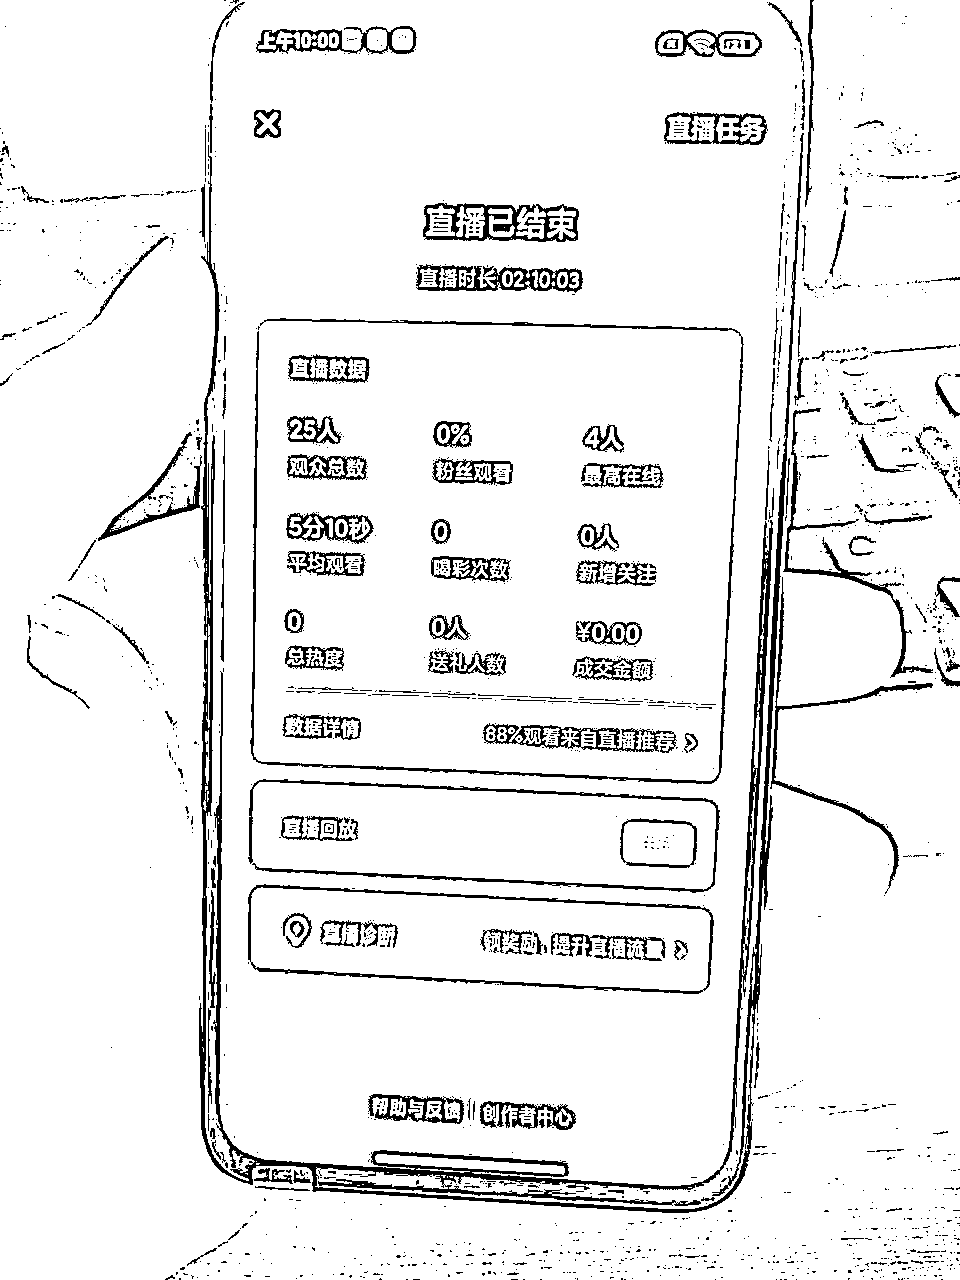 上午10:00
直播任务
直播已结束
直播时长 02:10:03
直播数据
25人 0% 4人
观众总数 粉丝观看 最高在线
5分10秒 0 0人
平均观看 喝彩次数 新增关注
0 0人 ¥0.00
总热度 送礼人数 成交金额
数据详情 68%观看来自直播推荐
直播回放
直播诊断 领奖励、提升直播流量
帮助与反馈 | 创作者中心